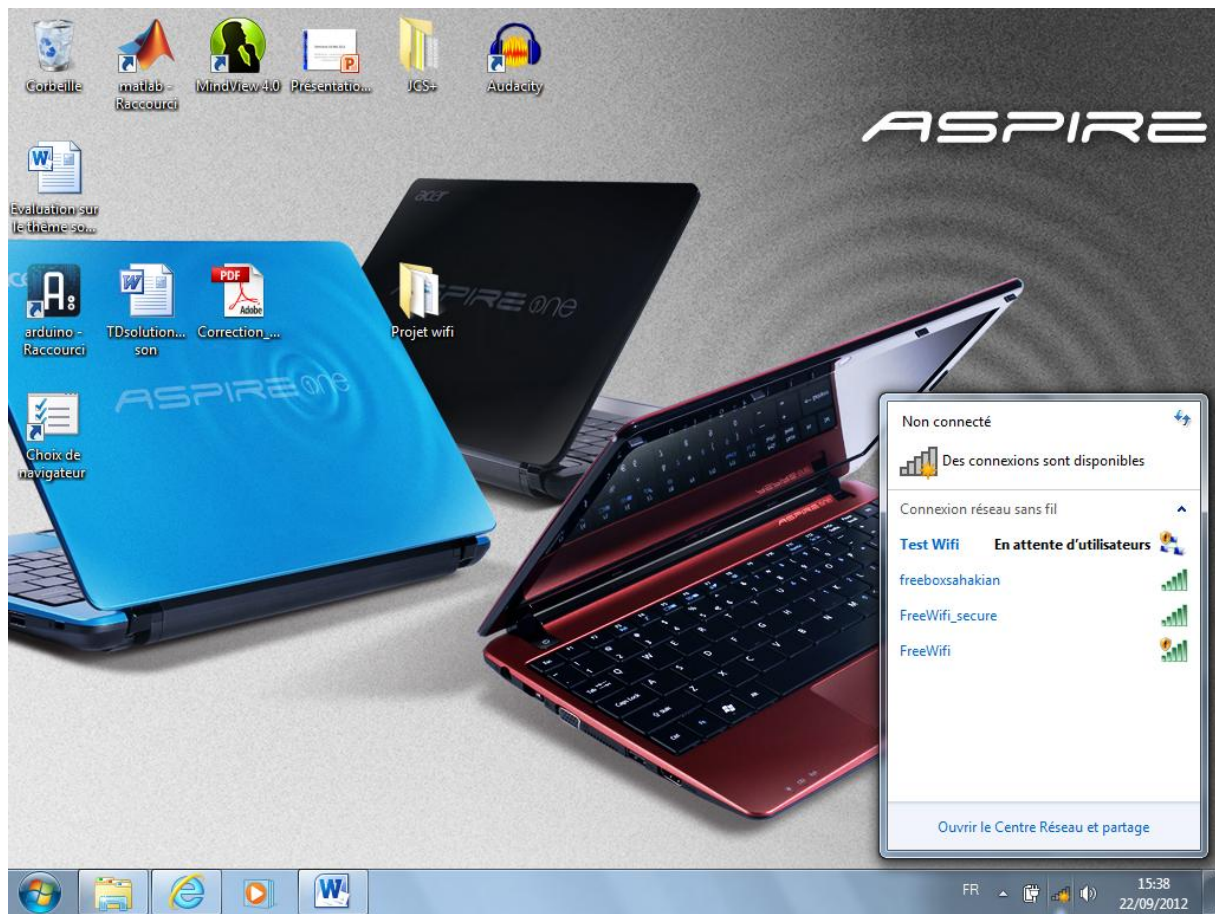 Corbeille
matlab -
Raccourci
MindView 4.0
Présentatio...
JGS+
Audacity
ASPIRE
Evaluation sur
le thème so...
acer
arduino -
Raccourci
TDsolution...
son
PDF
Adobe
Correction_...
Projet wifi
ASPIRE one
ASPIRE one
Choix de
navigateur
Non connecté
Des connexions sont disponibles
Connexion réseau sans fil
Test Wifi En attente d'utilisateurs
freeboxsahakian
FreeWifi_secure
FreeWifi
Ouvrir le Centre Réseau et partage
FR
15:38
22/09/2012